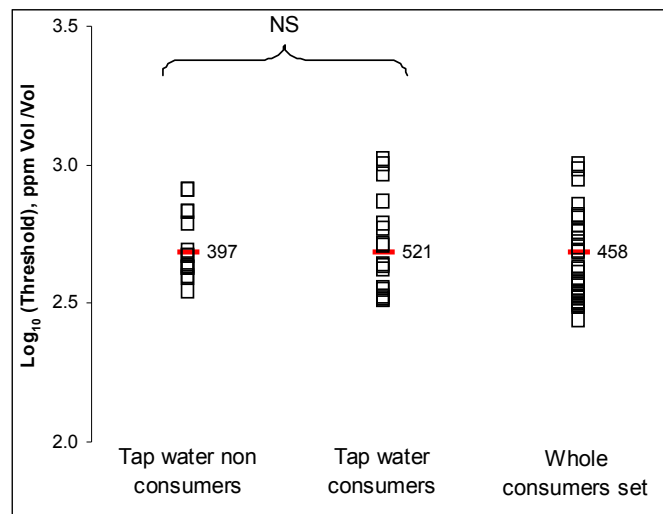 NS
3.5
3.0
2.5
2.0
Log₁₀ (Threshold), ppm Vol /Vol
397
521
458
Tap water non
consumers
Tap water
consumers
Whole
consumers set